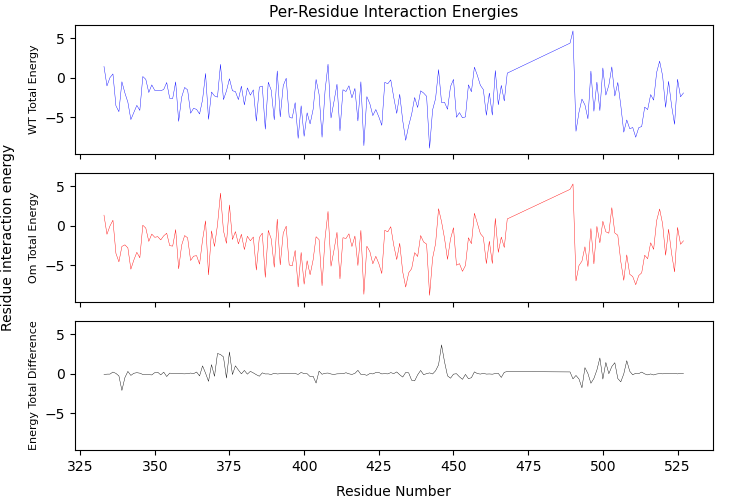 Per-Residue Interaction Energies
Residue interaction energy
WT Total Energy
5
0
−5
Om Total Energy
5
0
−5
Energy Total Difference
5
0
−5
325 350 375 400 425 450 475 500 525
Residue Number